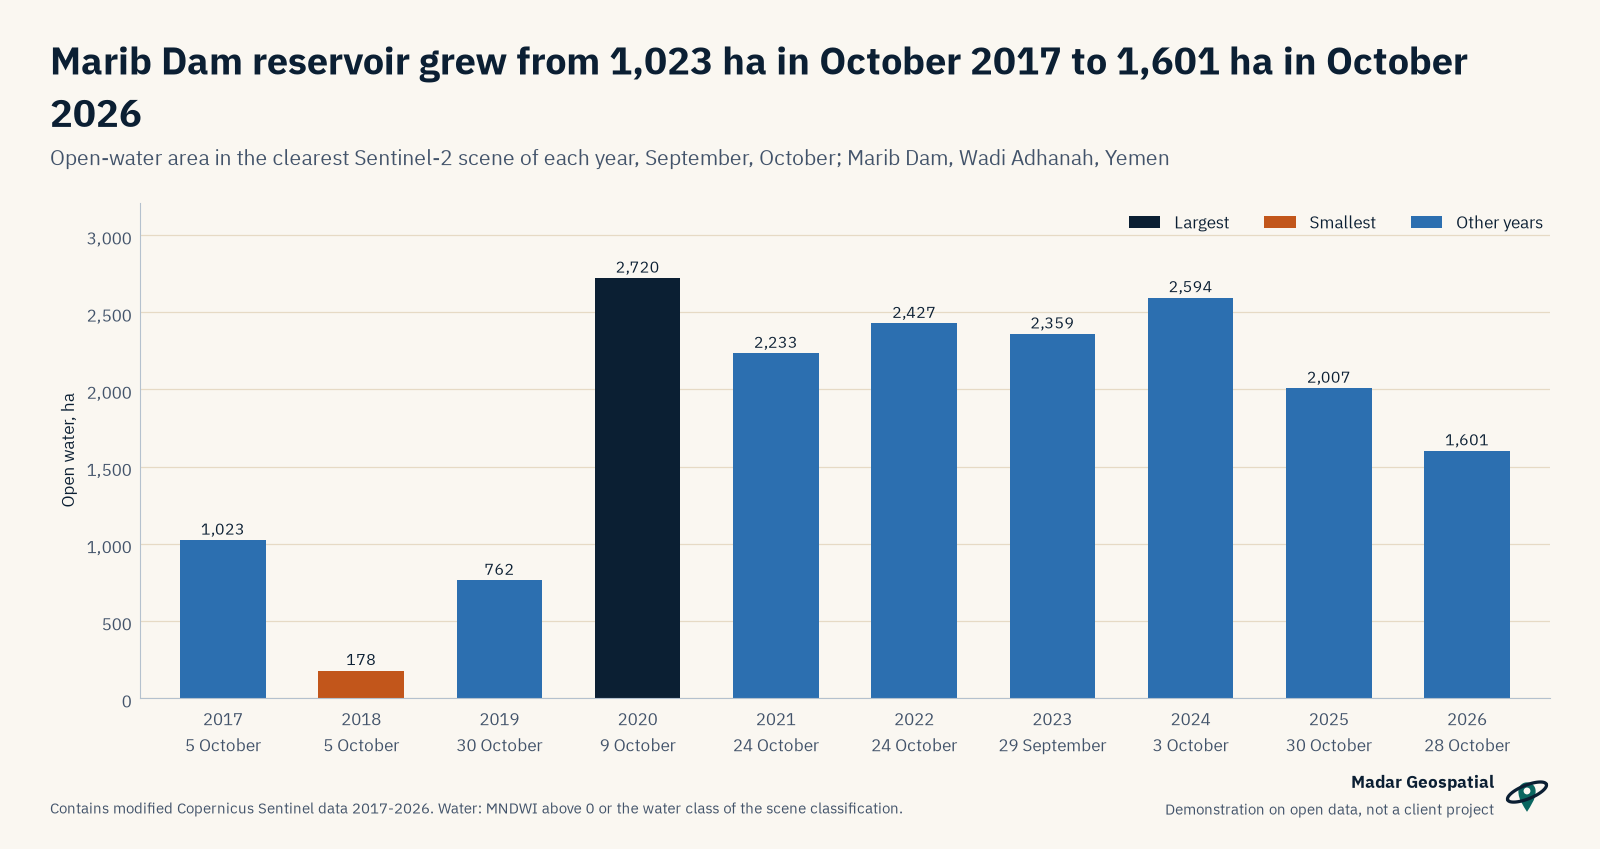 Marib Dam reservoir grew from 1,023 ha in October 2017 to 1,601 ha in October
2026
Open-water area in the clearest Sentinel-2 scene of each year, September, October; Marib Dam, Wadi Adhanah, Yemen
Largest Smallest Other years
Open water, ha
3,000
2,500
2,000
1,500
1,000
500
0
1,023
178
762
2,720
2,233
2,427
2,359
2,594
2,007
1,601
2017 2018 2019 2020 2021 2022 2023 2024 2025 2026
5 October 5 October 30 October 9 October 24 October 24 October 29 September 3 October 30 October 28 October
Madar Geospatial
Contains modified Copernicus Sentinel data 2017-2026. Water: MNDWI above 0 or the water class of the scene classification.
Demonstration on open data, not a client project